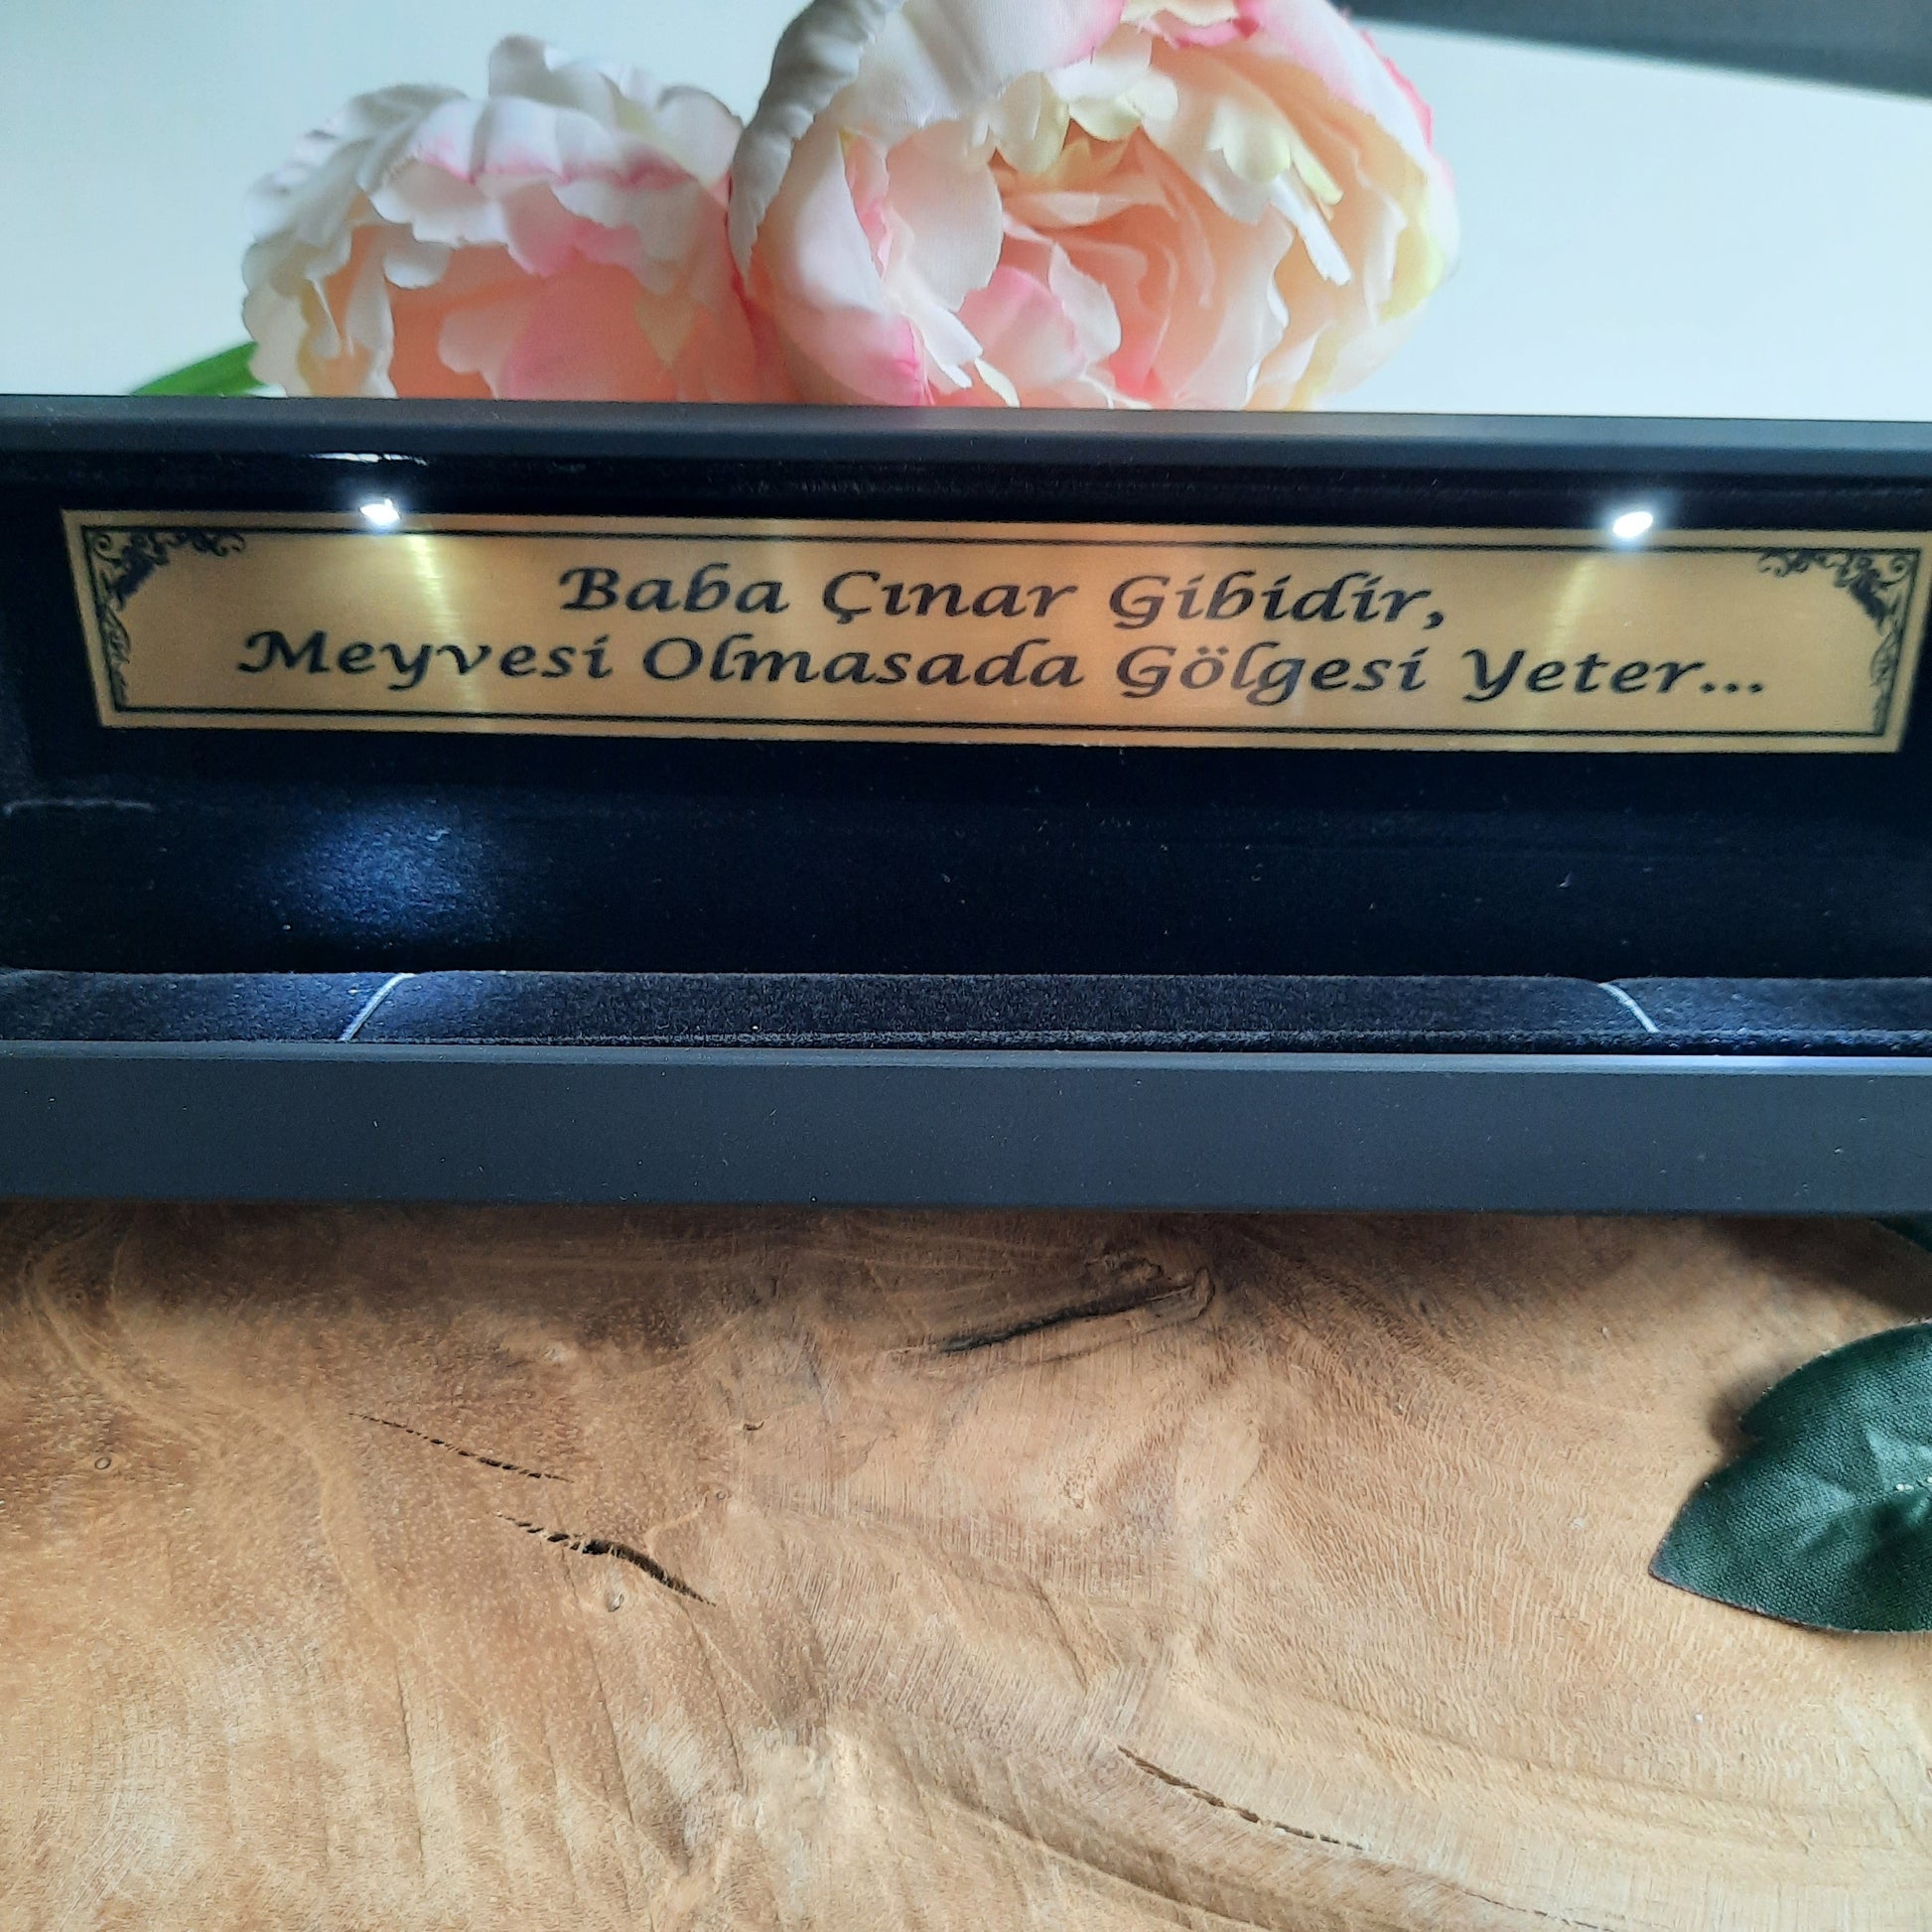 Baba Çınar Gibidir,
Meyvesi Olmasada Gölgesi Yeter...